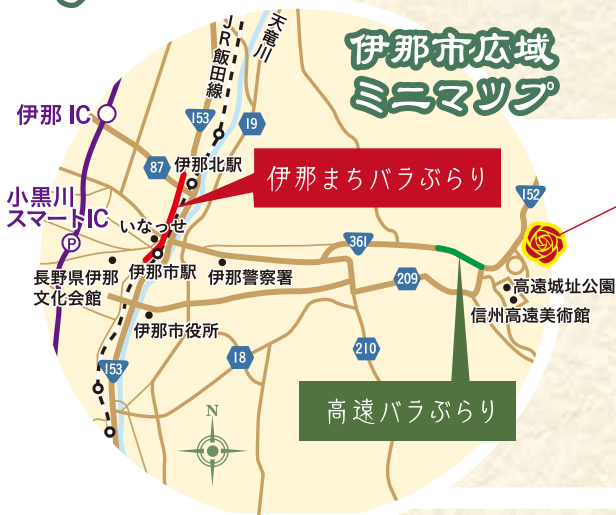 伊那市広域
ミニマップ
天竜川
JR飯田線
153
19
伊那IC
87
伊那北駅
伊那まちバラぶらり
152
小黒川
スマートIC
P
いなっせ
361
長野県伊那
文化会館
伊那市駅
伊那警察署
209
高遠城址公園
信州高遠美術館
伊那市役所
18
210
153
高遠バラぶらり
N